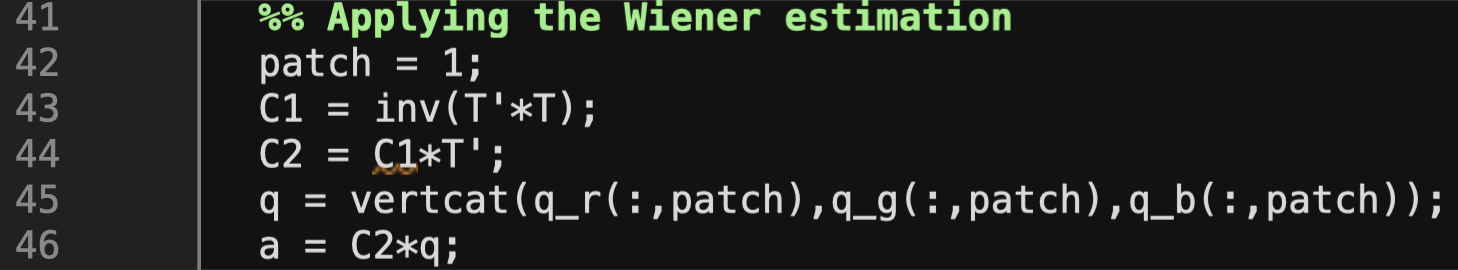 41 %% Applying the Wiener estimation
42 patch = 1;
43 C1 = inv(T'*T);
44 C2 = C1*T';
45 q = vertcat(q_r(:,patch),q_g(:,patch),q_b(:,patch));
46 a = C2*q;